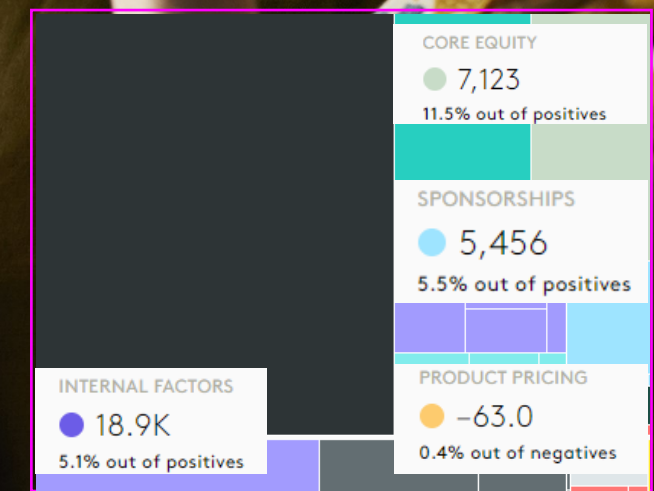 CORE EQUITY
7,123
11.5% out of positives
SPONSORSHIPS
5,456
5.5% out of positives
INTERNAL FACTORS
18.9K
5.1% out of positives
PRODUCT PRICING
−63.0
0.4% out of negatives